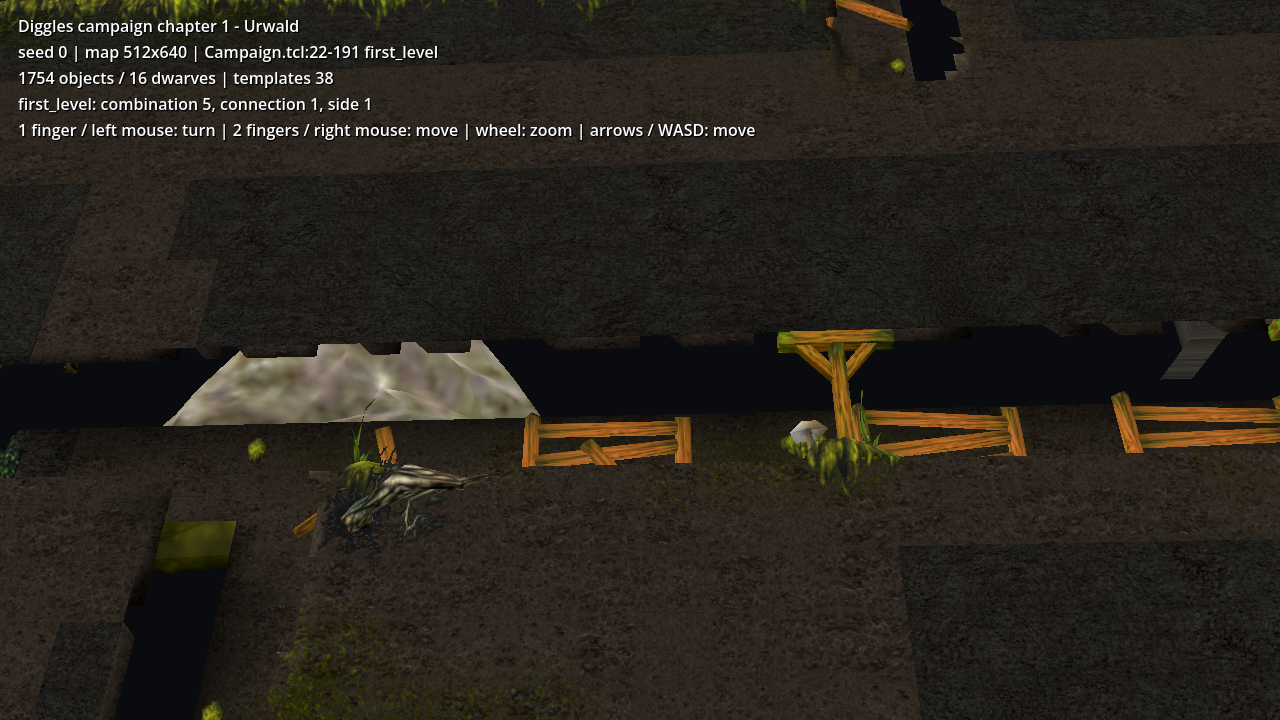 Diggles campaign chapter 1 - Urwald
seed 0 | map 512x640 | Campaign.tcl:22-191 first_level
1754 objects / 16 dwarves | templates 38
first_level: combination 5, connection 1, side 1
1 finger / left mouse: turn | 2 fingers / right mouse: move | wheel: zoom | arrows / WASD: move